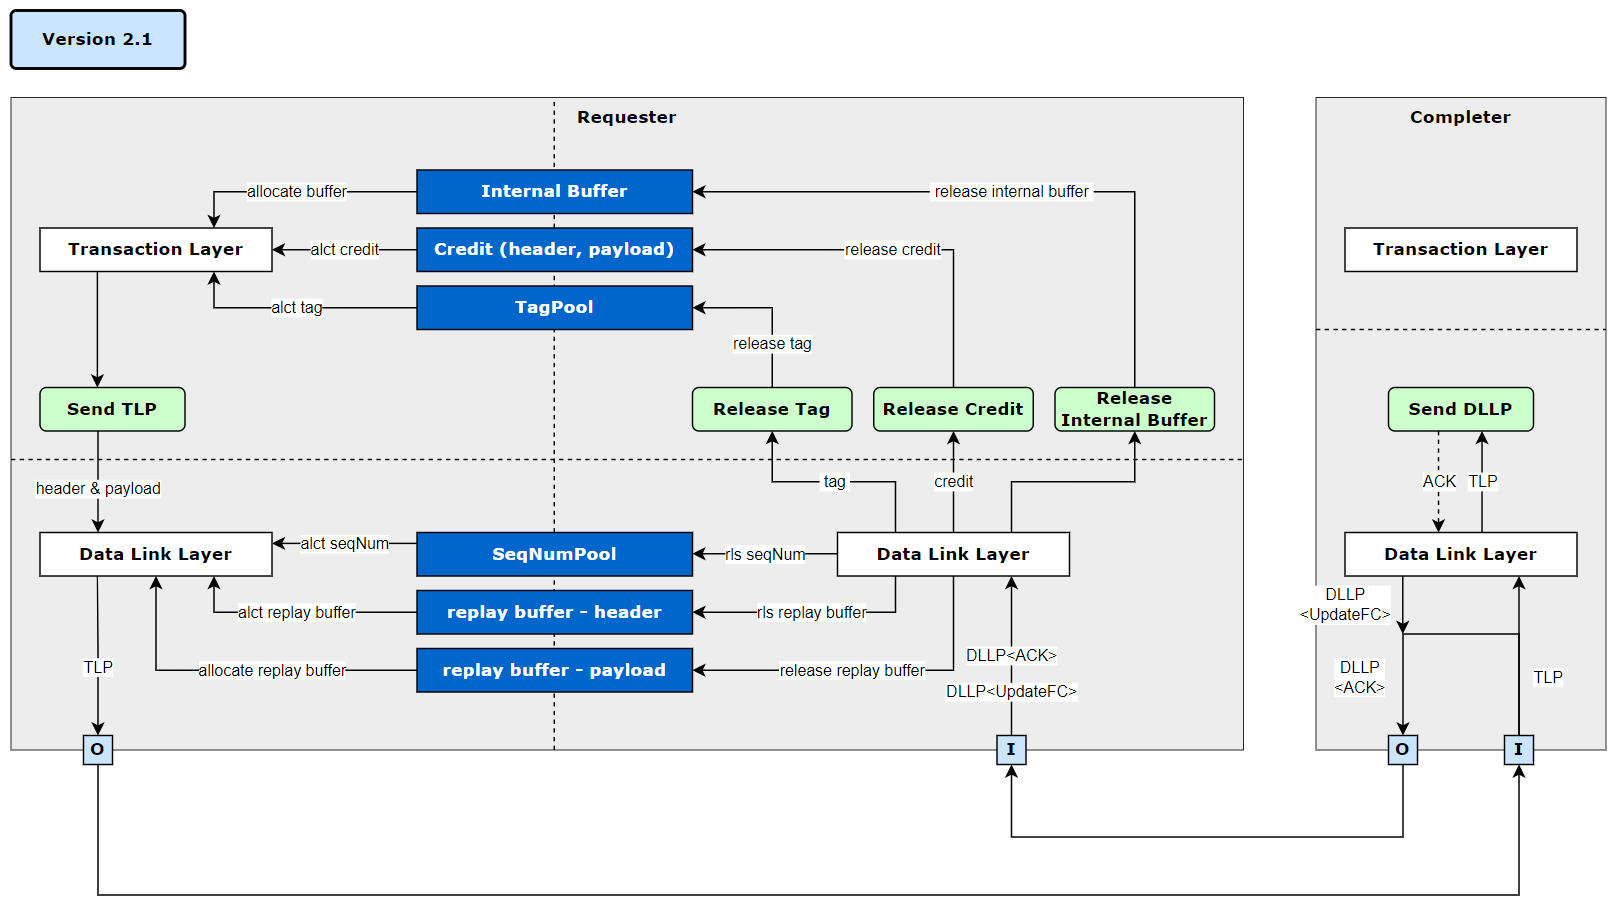 Version 2.1
Requester
Completer
allocate buffer
Internal Buffer
release internal buffer
Transaction Layer
alct credit
Credit (header, payload)
release credit
Transaction Layer
alct tag
TagPool
release tag
Send TLP
Release Tag
Release Credit
Release
Internal Buffer
Send DLLP
header & payload
tag
credit
ACK
TLP
Data Link Layer
alct seqNum
SeqNumPool
rls seqNum
Data Link Layer
Data Link Layer
alct replay buffer
replay buffer - header
rls replay buffer
DLLP
<UpdateFC>
TLP
allocate replay buffer
replay buffer - payload
release replay buffer
DLLP<ACK>
DLLP<UpdateFC>
DLLP
<ACK>
TLP
O
I
O
I